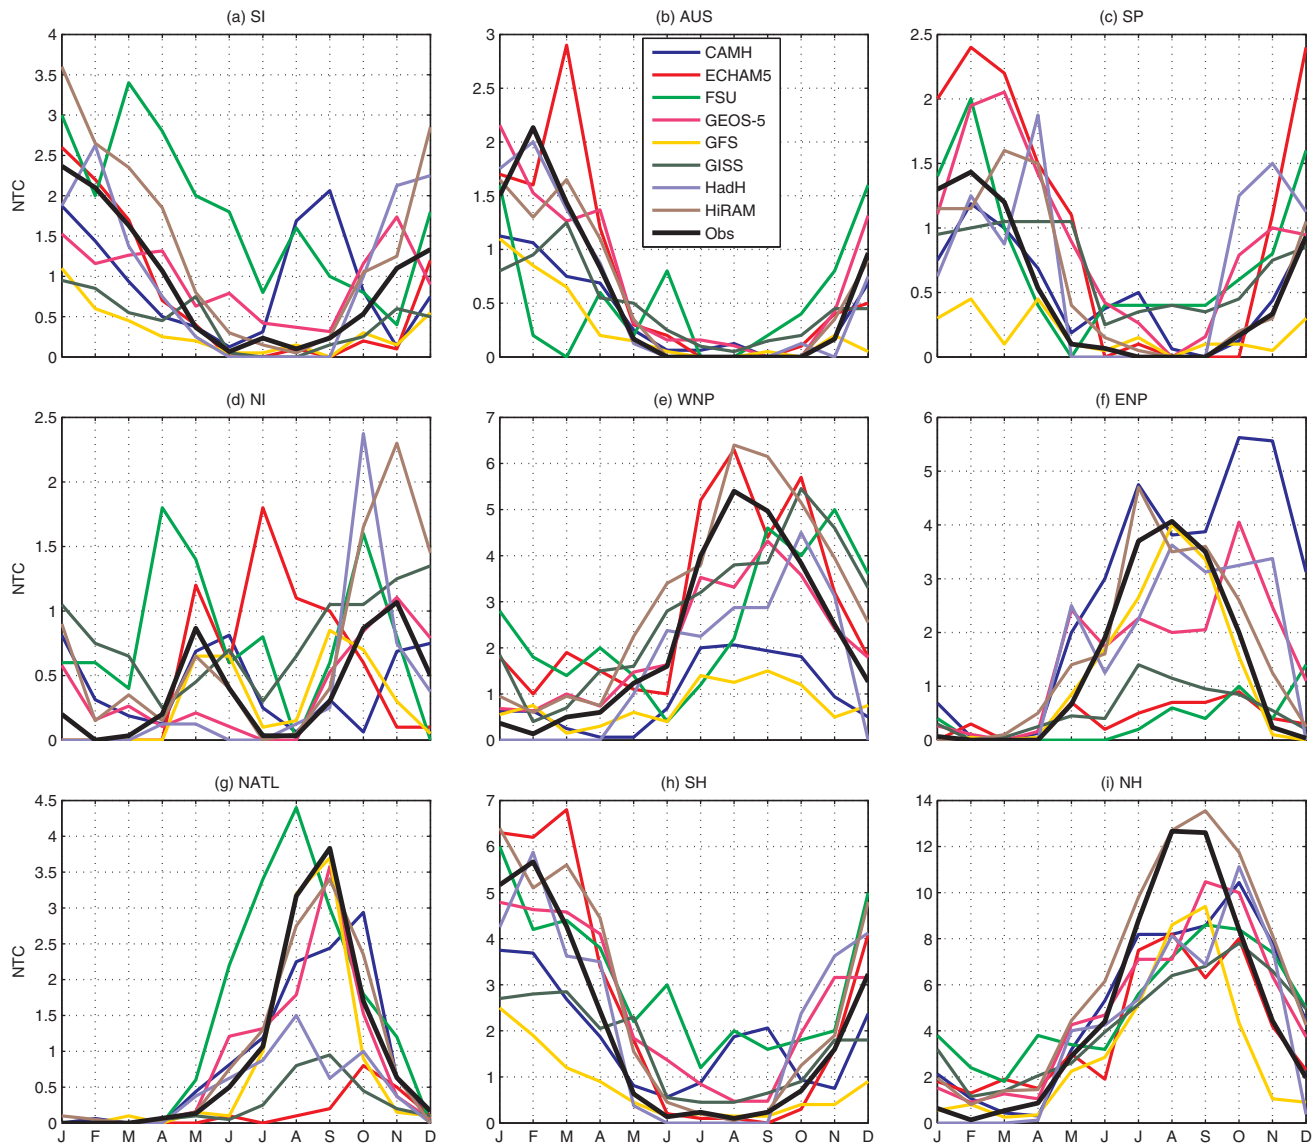 (a) SI
(b) AUS
(c) SP
4
3.5
3
2.5
2
1.5
1
0.5
0
NTC
3
2.5
2
1.5
1
0.5
0
CAMH
ECHAM5
FSU
GEOS-5
GFS
GISS
HadH
HiRAM
Obs
2.5
2
1.5
1
0.5
0
(d) NI
(e) WNP
(f) ENP
2.5
2
1.5
1
0.5
0
NTC
7
6
5
4
3
2
1
0
6
5
4
3
2
1
0
(g) NATL
(h) SH
(i) NH
4.5
4
3.5
3
2.5
2
1.5
1
0.5
0
NTC
J F M A M J J A S O N D
7
6
5
4
3
2
1
0
J F M A M J J A S O N D
14
12
10
8
6
4
2
0
J F M A M J J A S O N D